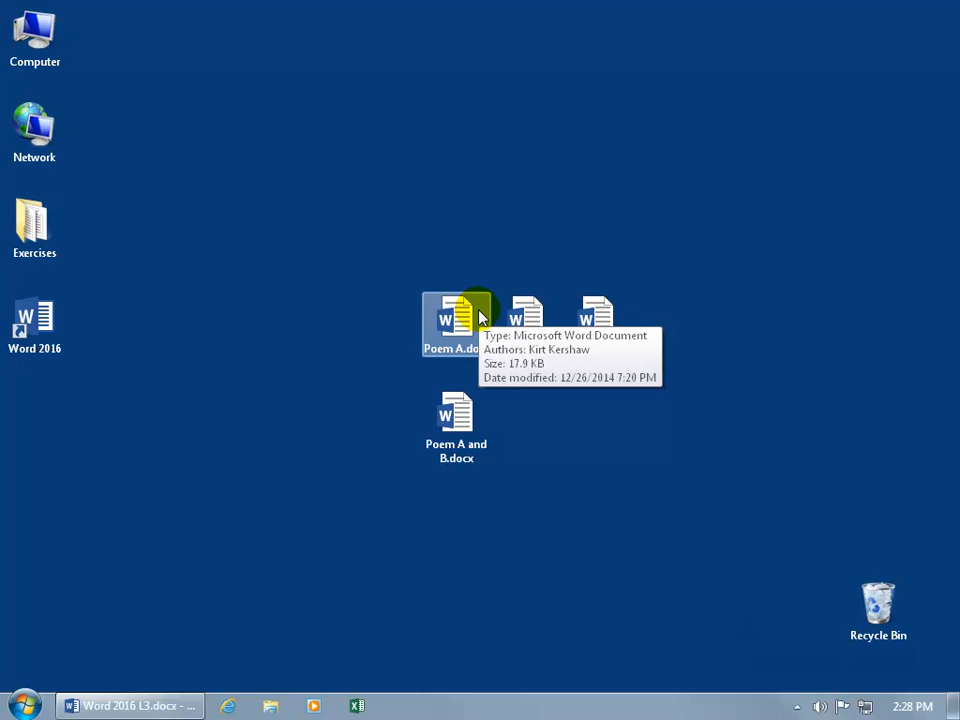 Computer
Network
Exercises
W
Word 2016
W
W
W
Poem A.do
Type: Microsoft Word Document
Authors: Kirt Kershaw
Size: 17.9 KB
Date modified: 12/26/2014 7:20 PM
W
Poem A and
B.docx
Recycle Bin
Word 2016 L3.docx - ...
2:28 PM